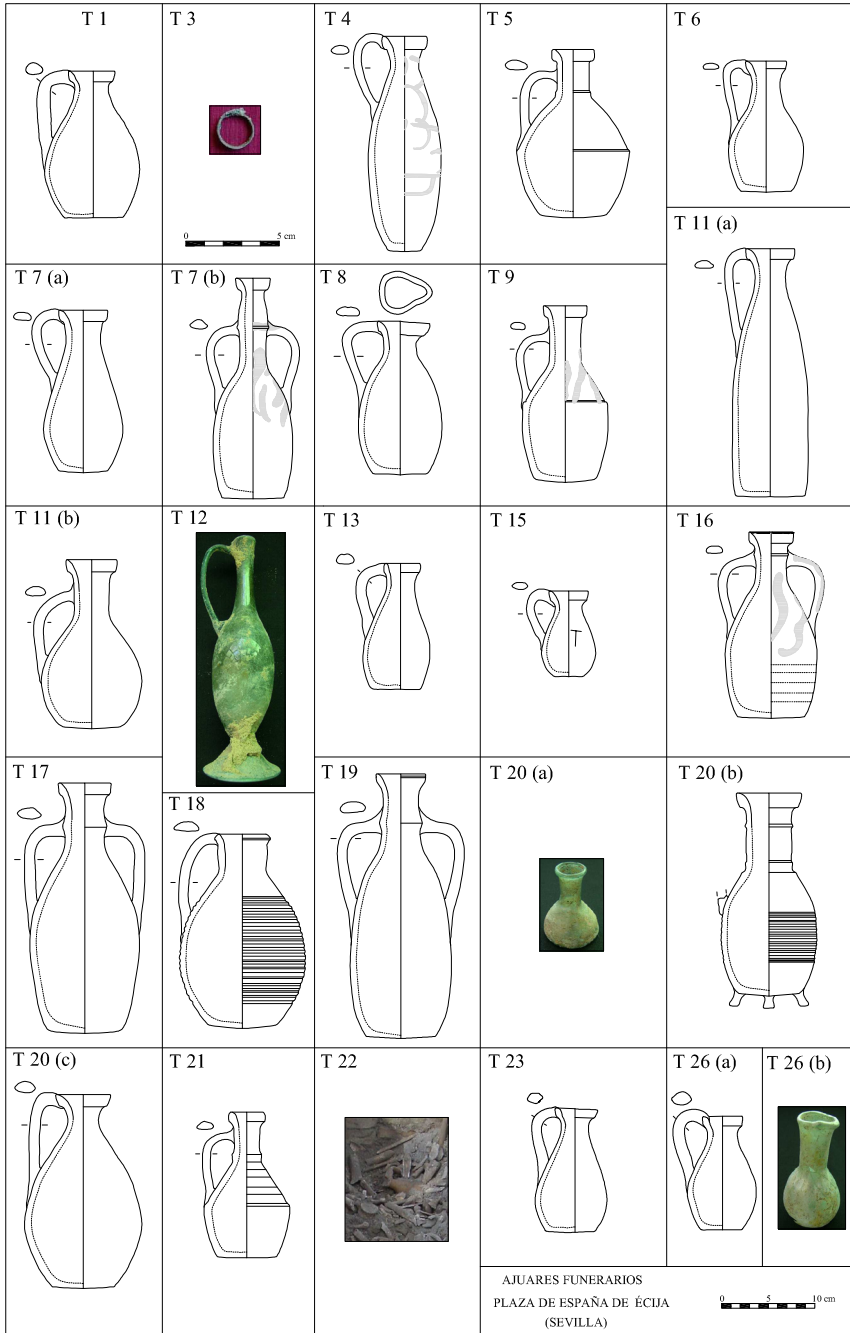 T 1
T 3
T 4
T 5
T 6
0 5 cm
T 11 (a)
T 7 (a)
T 7 (b)
T 8
T 9
T 11 (b)
T 12
T 13
T 15
T 16
T
T 17
T 18
T 19
T 20 (a)
T 20 (b)
T 20 (c)
T 21
T 22
T 23
T 26 (a)
T 26 (b)
AJUARES FUNERARIOS
PLAZA DE ESPAÑA DE ÉCIJA
(SEVILLA)
0 5 10 cm